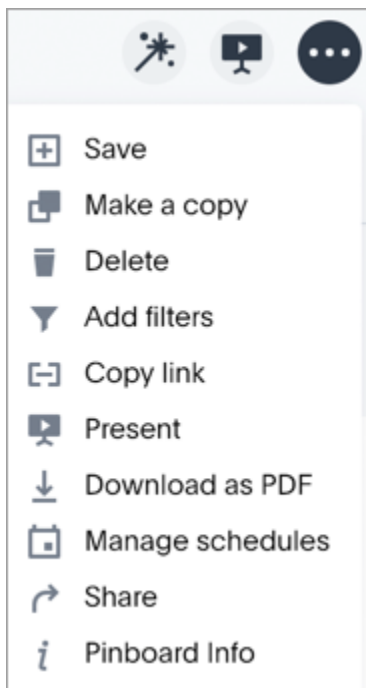 Save
Make a copy
Delete
Add filters
Copy link
Present
Download as PDF
Manage schedules
Share
Pinboard Info